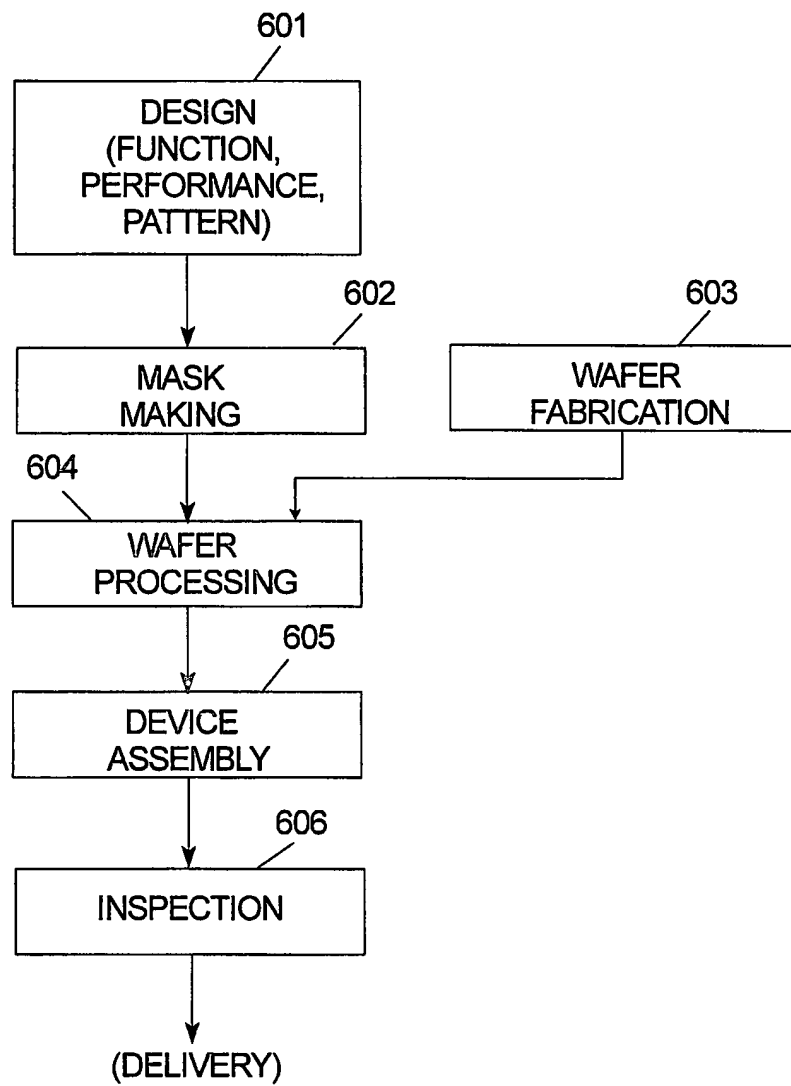 601
DESIGN
(FUNCTION,
PERFORMANCE,
PATTERN)
602
MASK
MAKING
603
WAFER
FABRICATION
604
WAFER
PROCESSING
605
DEVICE
ASSEMBLY
606
INSPECTION
(DELIVERY)